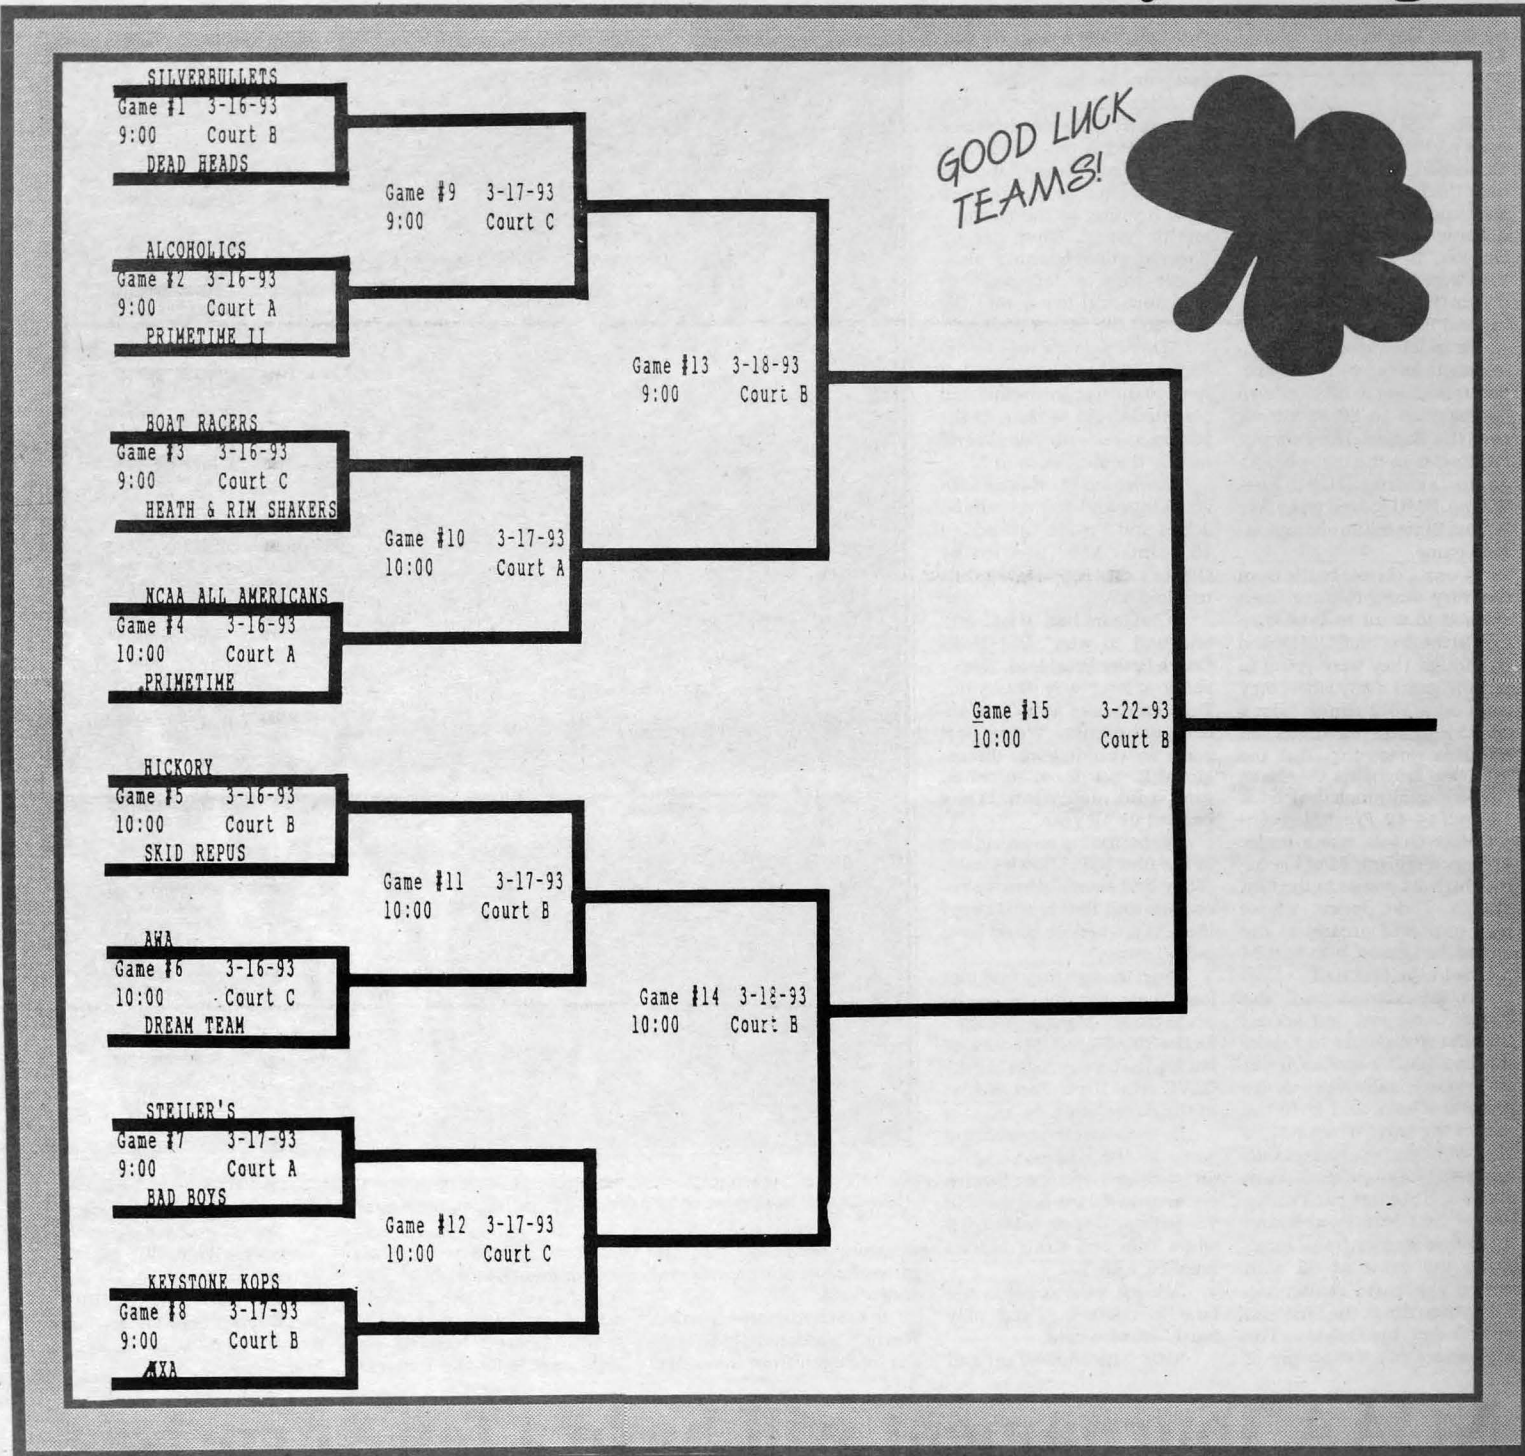 SILVERBULLETS
Game #1 3-16-93
9:00 Court B
DEAD HEADS
ALCOHOLICS
Game #2 3-16-93
9:00 Court A
PRIMETIME II
BOAT RACERS
Game #3 3-16-93
9:00 Court C
HEATH & RIM SHAKERS
NCAA ALL AMERICANS
Game #4 3-16-93
10:00 Court A
PRIMETIME
HICKORY
Game #5 3-16-93
10:00 Court B
SKID REPUS
AWA
Game #6 3-16-93
10:00 Court C
DREAM TEAM
STEILER'S
Game #7 3-17-93
9:00 Court A
BAD BOYS
KEYSTONE KOPS
Game #8 3-17-93
9:00 Court B
ΛXA
Game #9 3-17-93
9:00 Court C
Game #10 3-17-93
10:00 Court A
Game #11 3-17-93
10:00 Court B
Game #12 3-17-93
10:00 Court C
Game #13 3-18-93
9:00 Court B
Game #14 3-18-93
10:00 Court B
Game #15 3-22-93
10:00 Court B
GOOD LUCK
TEAMS!